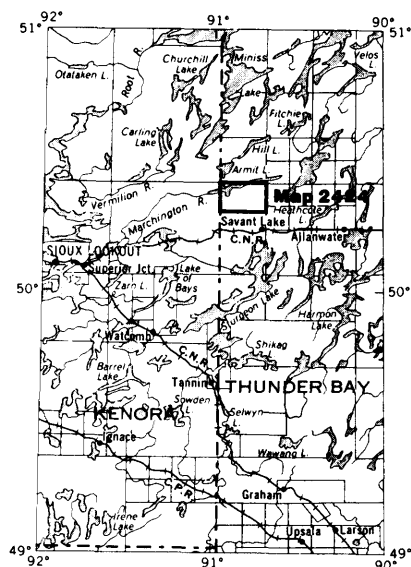 92° 91° 90°
51° 51°
Churchill Lake
Miniss Lake
Velos L.
Otatakan L.
Root R.
Fitchie L.
Carling Lake
Hill L.
Armit L.
Vermilion R.
Marchington R.
Map 2444
Heathcote L.
Savant Lake
C.N.R. Allanwater
SIOUX LOOKOUT
Superior Jct.
Lake of Bays
Zarn L.
50° 50°
Sturgeon Lake
Harmon Lake
Watcomb
C.N.R.
Shikag
Barrel Lake
Tannin
THUNDER BAY
Sowden L.
KENORA
Selwyn L.
Ignace
Wawang L.
C.P.R.
Graham
Irene Lake
Upsala
Larson
49° 49°
92° 91° 90°